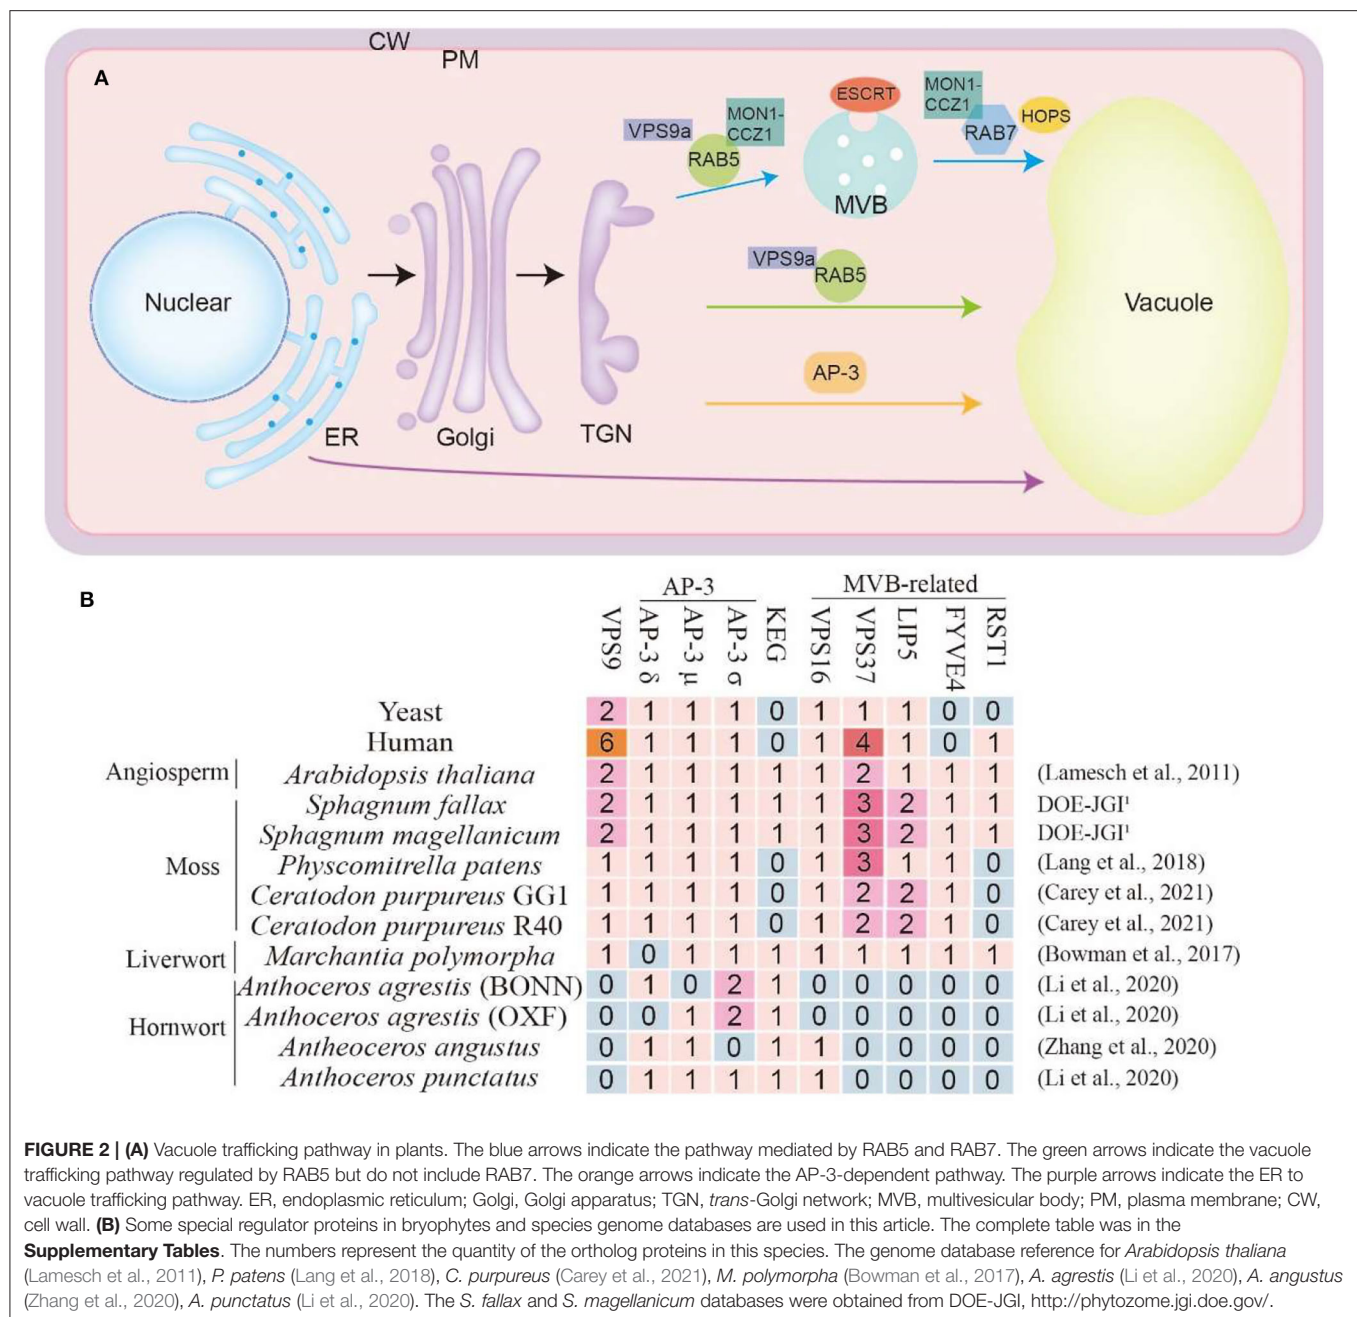 CW
PM
A
ESCRT
MON1-
CCZ1
VPS9a
RAB5
MON1-
CCZ1
RAB7
HOPS
MVB
VPS9a
RAB5
Nuclear
Vacuole
AP-3
ER
Golgi
TGN
B
AP-3
MVB-related
VPS9
AP-3 δ
AP-3 μ
AP-3 σ
KEG
VPS16
VPS37
LIP5
FYVE4
RST1
Yeast 2 1 1 1 0 1 1 1 0 0
Human 6 1 1 1 0 1 4 1 0 1
Angiosperm Arabidopsis thaliana 2 1 1 1 1 1 2 1 1 1 (Lamesch et al., 2011)
Sphagnum fallax 2 1 1 1 1 1 3 2 1 1 DOE-JGI¹
Sphagnum magellanicum 2 1 1 1 1 1 3 2 1 1 DOE-JGI¹
Moss Physcomitrella patens 1 1 1 1 0 1 3 1 1 0 (Lang et al., 2018)
Ceratodon purpureus GG1 1 1 1 1 0 1 2 2 1 0 (Carey et al., 2021)
Ceratodon purpureus R40 1 1 1 1 0 1 2 2 1 0 (Carey et al., 2021)
Liverwort Marchantia polymorpha 1 0 1 1 1 1 1 1 1 1 (Bowman et al., 2017)
Anthoceros agrestis (BONN) 0 1 0 2 1 0 0 0 0 0 (Li et al., 2020)
Hornwort Anthoceros agrestis (OXF) 0 0 1 2 1 0 0 0 0 0 (Li et al., 2020)
Antheoceros angustus 0 1 1 0 1 1 0 0 0 0 (Zhang et al., 2020)
Anthoceros punctatus 0 1 1 1 1 1 0 0 0 0 (Li et al., 2020)
FIGURE 2 | (A) Vacuole trafficking pathway in plants. The blue arrows indicate the pathway mediated by RAB5 and RAB7. The green arrows indicate the vacuole
trafficking pathway regulated by RAB5 but do not include RAB7. The orange arrows indicate the AP-3-dependent pathway. The purple arrows indicate the ER to
vacuole trafficking pathway. ER, endoplasmic reticulum; Golgi, Golgi apparatus; TGN, trans-Golgi network; MVB, multivesicular body; PM, plasma membrane; CW,
cell wall. (B) Some special regulator proteins in bryophytes and species genome databases are used in this article. The complete table was in the
Supplementary Tables. The numbers represent the quantity of the ortholog proteins in this species. The genome database reference for Arabidopsis thaliana
(Lamesch et al., 2011), P. patens (Lang et al., 2018), C. purpureus (Carey et al., 2021), M. polymorpha (Bowman et al., 2017), A. agrestis (Li et al., 2020), A. angustus
(Zhang et al., 2020), A. punctatus (Li et al., 2020). The S. fallax and S. magellanicum databases were obtained from DOE-JGI, http://phytozome.jgi.doe.gov/.